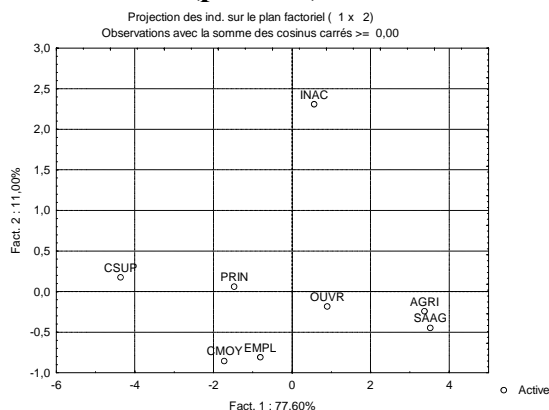 Projection des ind. sur le plan factoriel ( 1 x 2)
Observations avec la somme des cosinus carrés >= 0,00
3,0
2,5
2,0
1,5
1,0
0,5
0,0
-0,5
-1,0
Fact. 2 : 11,00%
INAC
CSUP
PRIN
OUVR
AGRI
SAAG
CMOY
EMPL
-6
-4
-2
0
2
4
Fact. 1 : 77,60%
Active